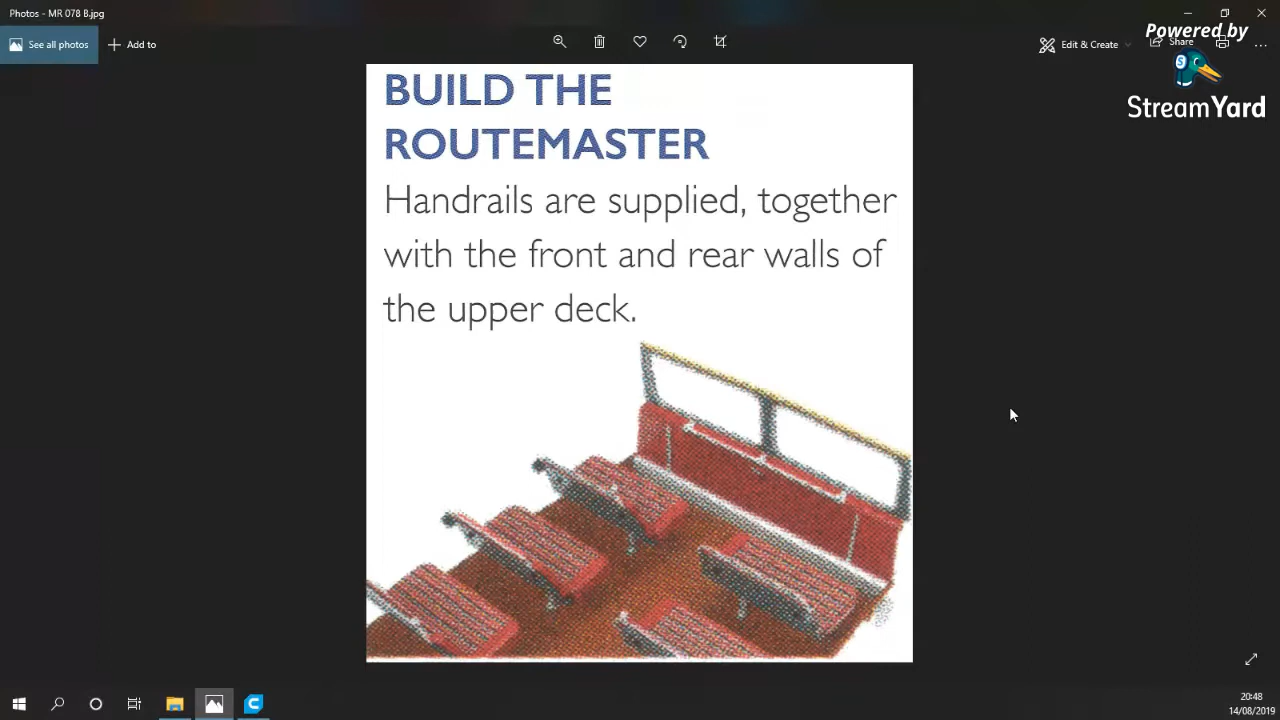 Photos - MR 078 B.jpg
See all photos
Add to
Edit & Create
Share
Powered by
S
StreamYard
BUILD THE
ROUTEMASTER
Handrails are supplied, together
with the front and rear walls of
the upper deck.
20:48
14/08/2019